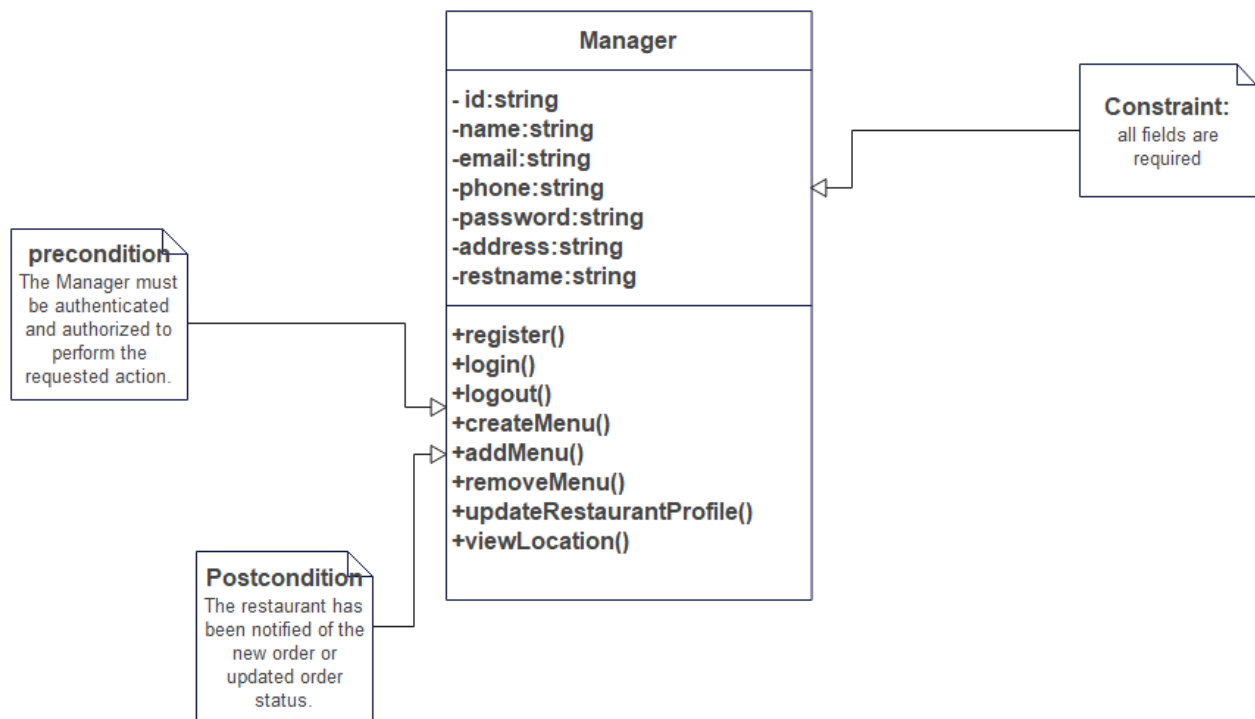 Manager
- id:string
-name:string
-email:string
-phone:string
-password:string
-address:string
-restname:string
+register()
+login()
+logout()
+createMenu()
+addMenu()
+removeMenu()
+updateRestaurantProfile()
+viewLocation()
Constraint:
all fields are
required
precondition
The Manager must
be authenticated
and authorized to
perform the
requested action.
Postcondition
The restaurant has
been notified of the
new order or
updated order
status.